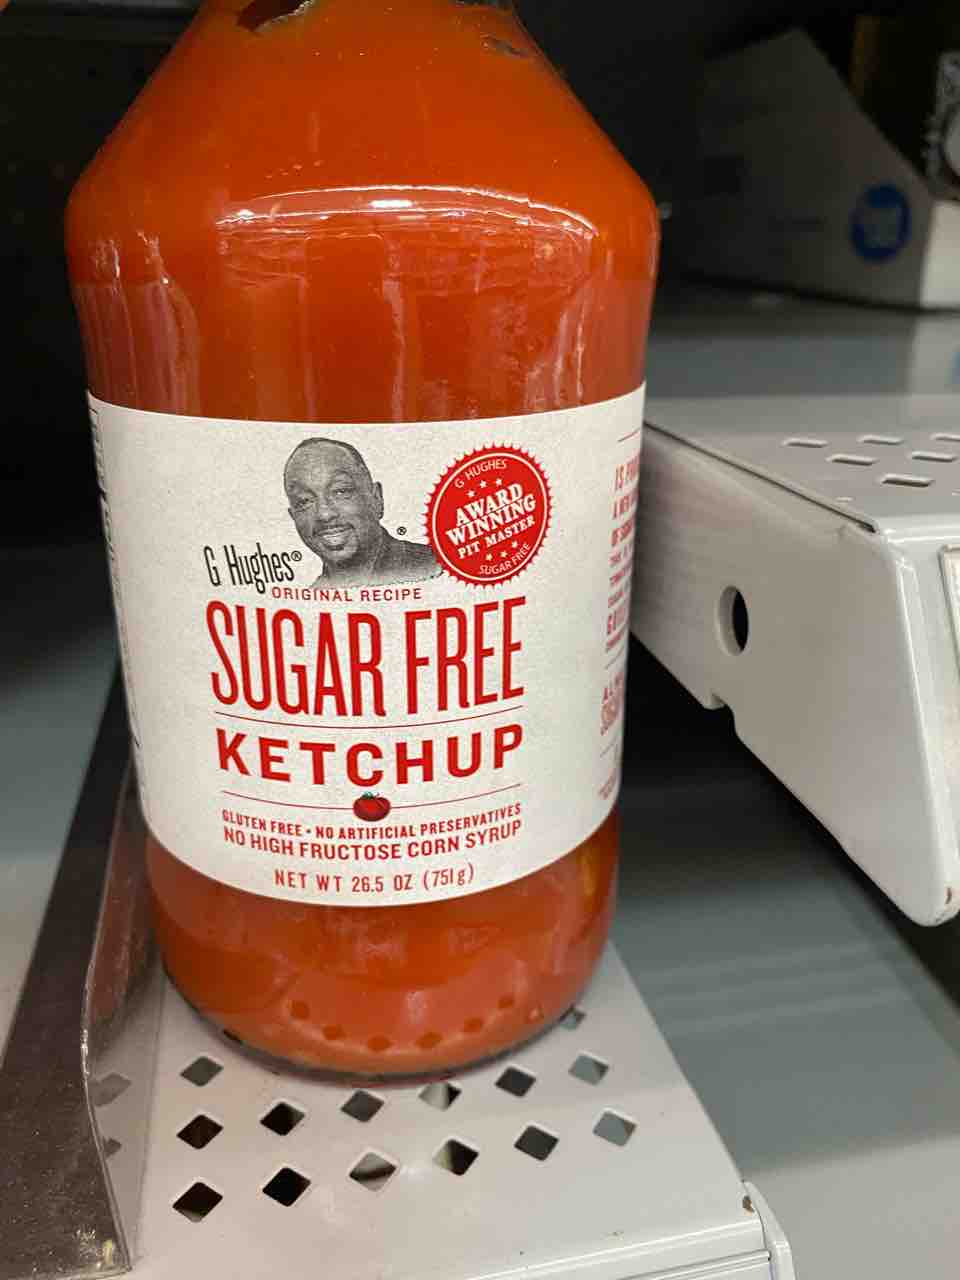 G HUGHES
AWARD
WINNING
PIT MASTER
SUGAR FREE
G Hughes®
®
ORIGINAL RECIPE
SUGAR FREE
KETCHUP
GLUTEN FREE • NO ARTIFICIAL PRESERVATIVES
NO HIGH FRUCTOSE CORN SYRUP
NET WT 26.5 OZ (751g)